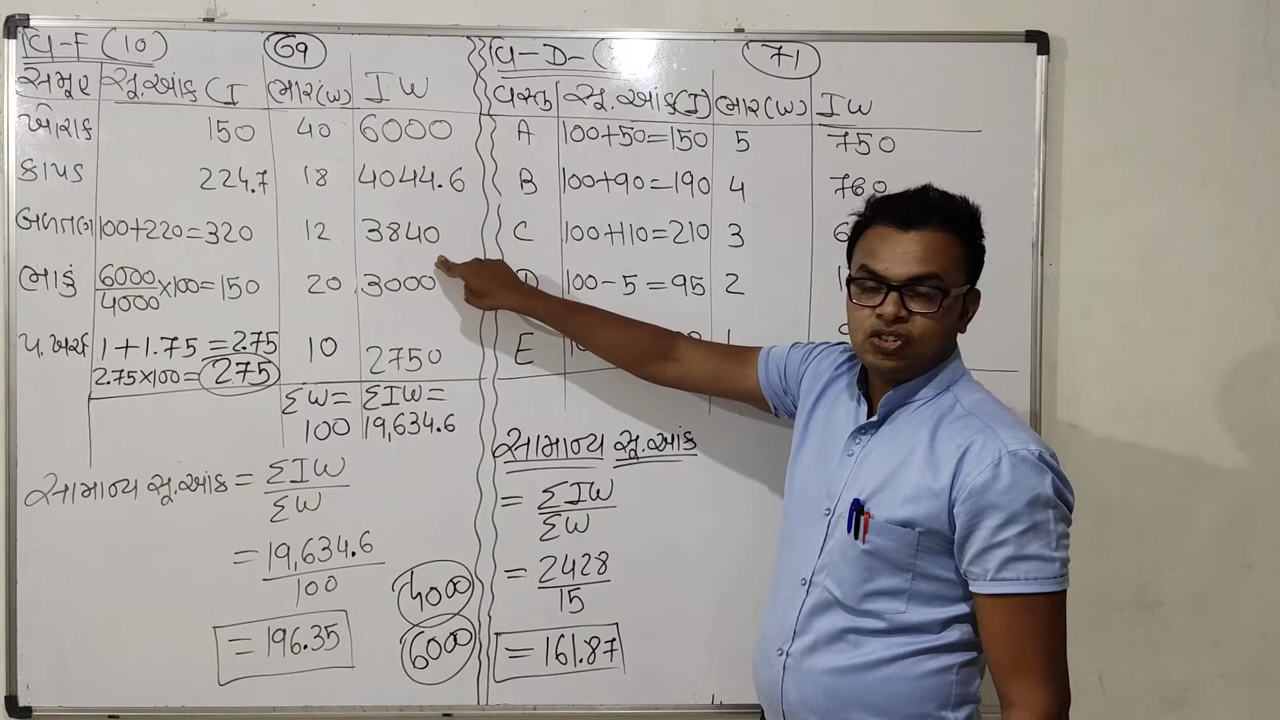 વિ-F (10) 69
સમૂહ સૂ.આંક (I ભાર(W) IW
ખોરાક 150 40 6000
કાપડ 224.7 18 4044.6
બળતણ 100+220=320 12 3840
ભાડું 6000/4000×100=150 20 3000
પ.ખર્ચ 1+1.75=2.75 10 2750
2.75×100=275
ΣW= ΣIW=
100 19,634.6
સામાન્ય સૂ.આંક = ΣIW/ΣW
= 19,634.6/100
= 196.35
4000
6000
વિ-D-( 71
વસ્તુ સૂ.આંક(I) ભાર(W) IW
A 100+50=150 5 750
B 100+90=190 4 760
C 100+110=210 3 6
D 100-5=95 2 1
E 10
સામાન્ય સૂ.આંક
= ΣIW/ΣW
= 2428/15
= 161.87